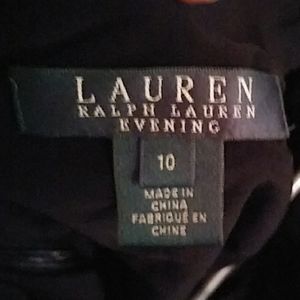 LAUREN
RALPH LAUREN
EVENING
10
MADE IN
CHINA
FABRIQUÉ EN
CHINE